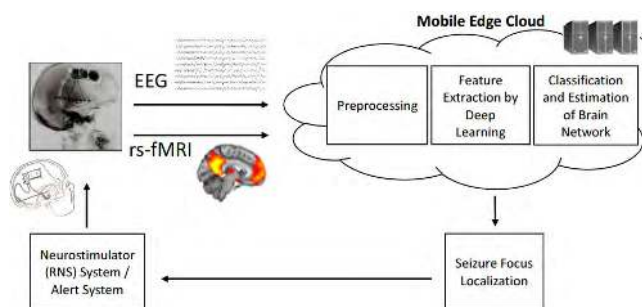 Mobile Edge Cloud
EEG
rs-fMRI
Preprocessing
Feature
Extraction by
Deep
Learning
Classification
and Estimation
of Brain
Network
Neurostimulator
(RNS) System /
Alert System
Seizure Focus
Localization